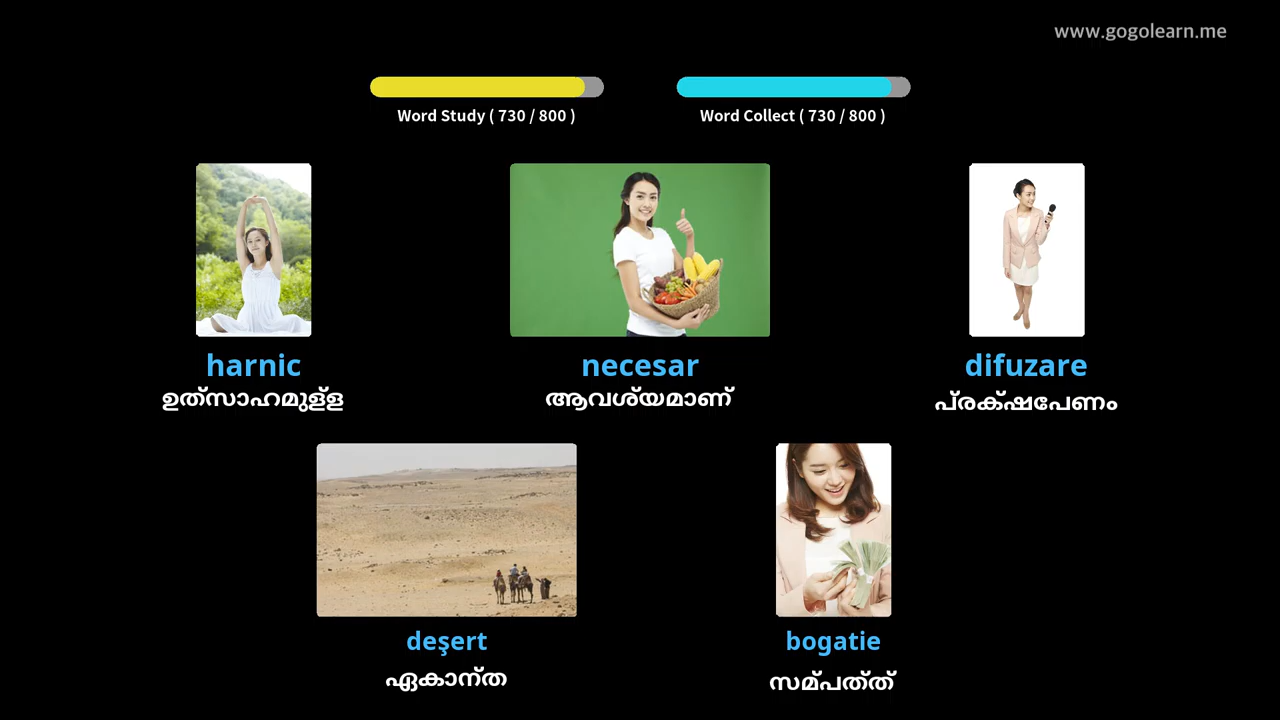 www.gogolearn.me
Word Study ( 730 / 800 )
Word Collect ( 730 / 800 )
harnic
necesar
difuzare
ഉത്സാഹമുള്ള
ആവശ്യമാണ്
പ്രക്ഷപേണം
deşert
bogatie
ഏകാന്ത
സമ്പത്ത്